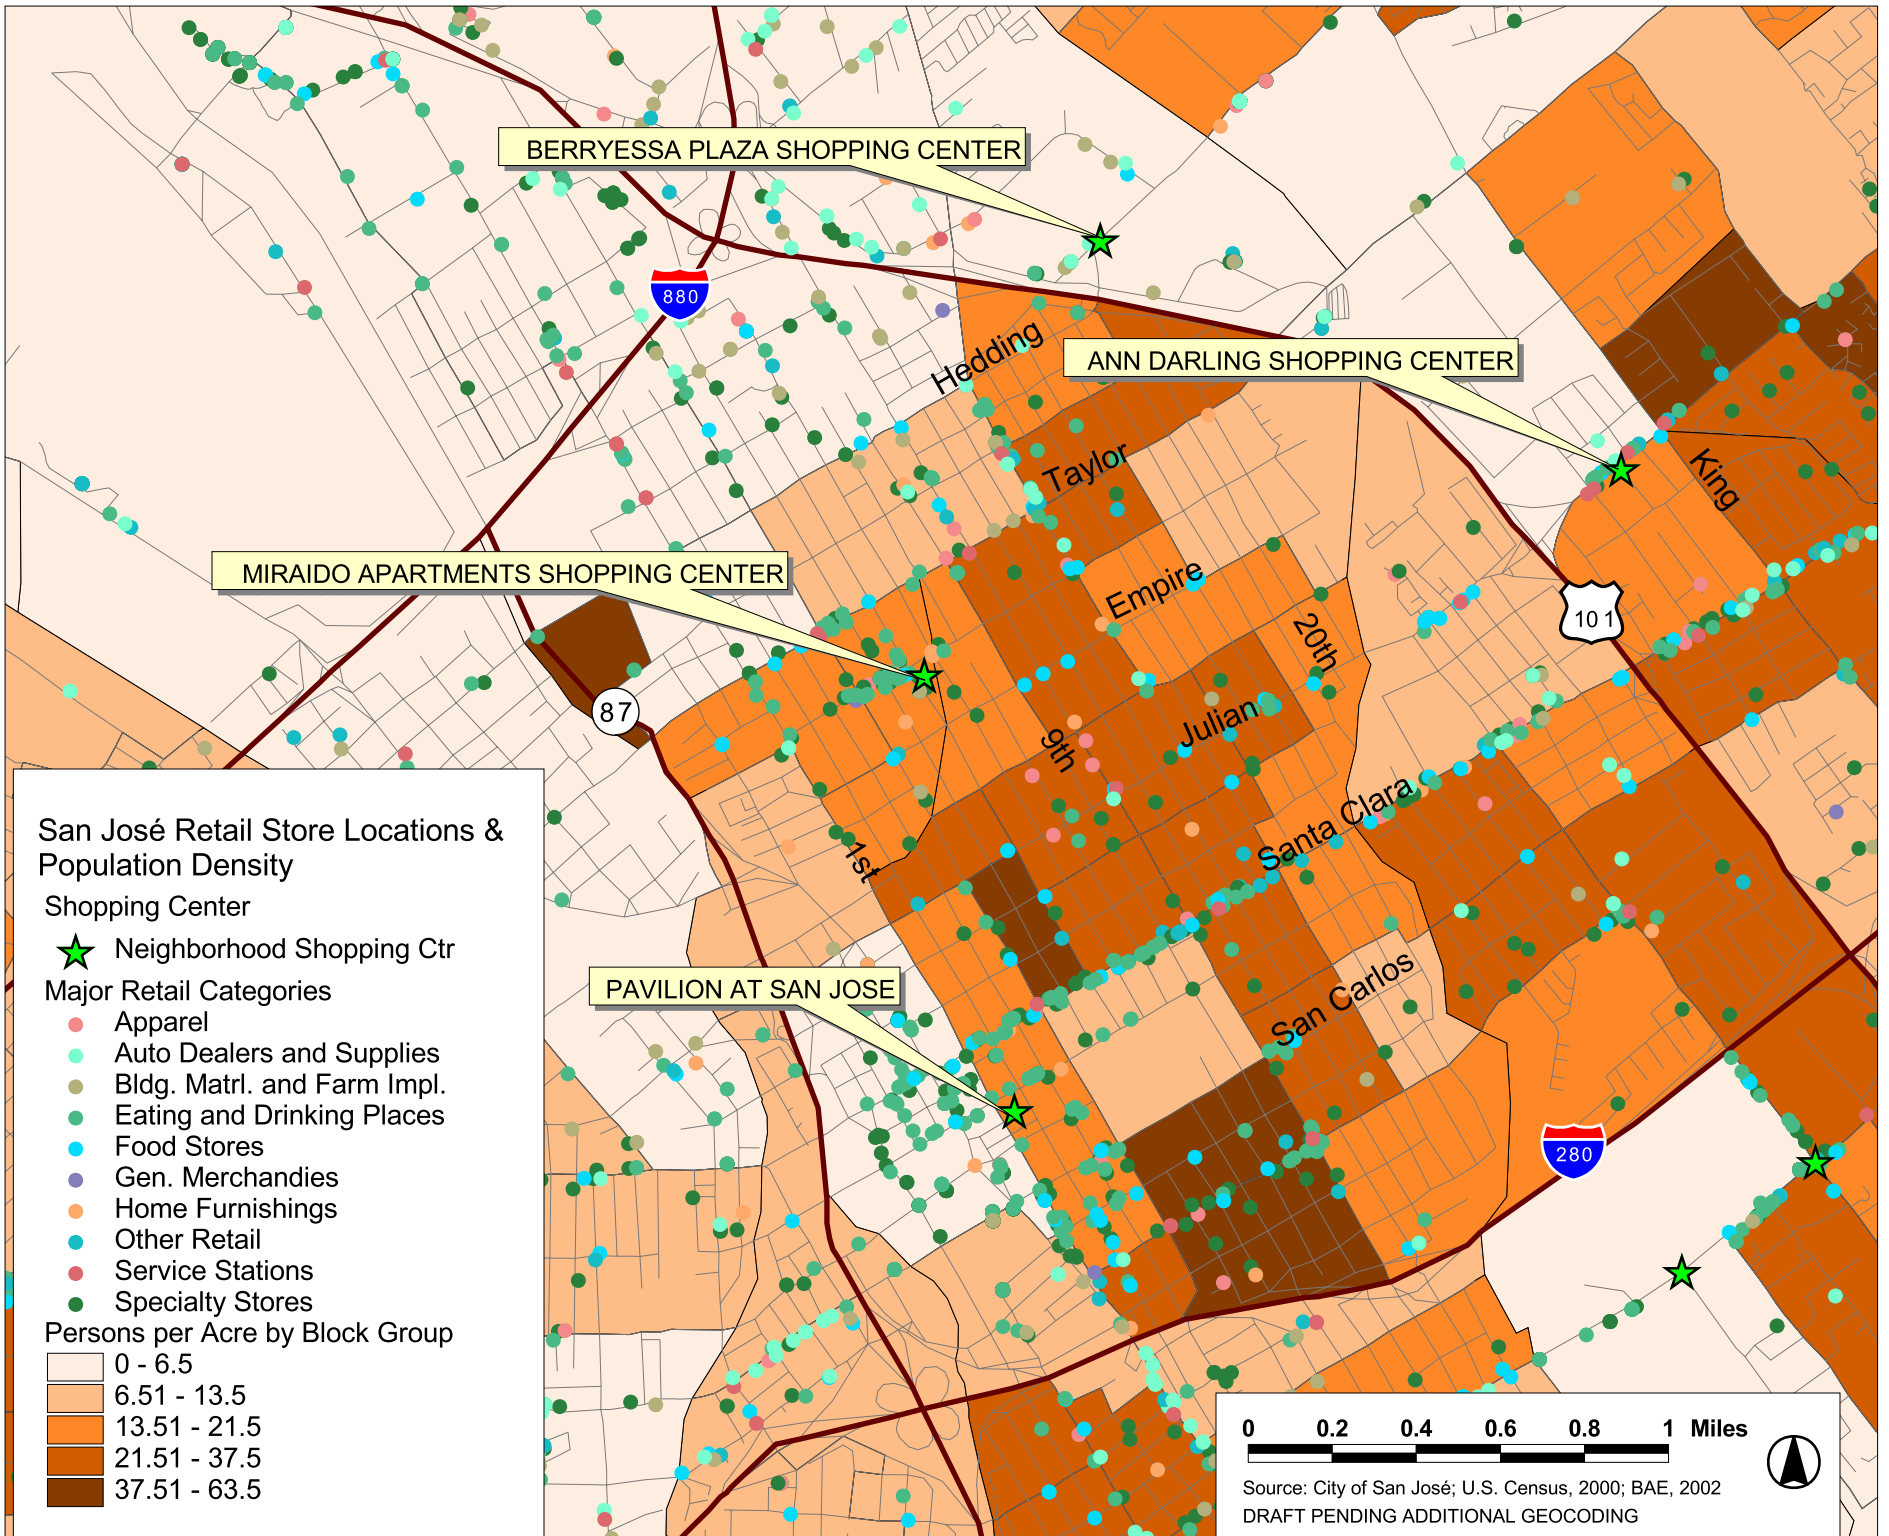 BERRYESSA PLAZA SHOPPING CENTER
880
Hedding
ANN DARLING SHOPPING CENTER
Taylor
King
MIRAIDO APARTMENTS SHOPPING CENTER
Empire
101
20th
87
Julian
9th
Santa Clara
1st
San José Retail Store Locations &
Population Density
Shopping Center
Neighborhood Shopping Ctr
Major Retail Categories
Apparel
Auto Dealers and Supplies
Bldg. Matrl. and Farm Impl.
Eating and Drinking Places
Food Stores
Gen. Merchandies
Home Furnishings
Other Retail
Service Stations
Specialty Stores
Persons per Acre by Block Group
0 - 6.5
6.51 - 13.5
13.51 - 21.5
21.51 - 37.5
37.51 - 63.5
PAVILION AT SAN JOSE
San Carlos
280
0 0.2 0.4 0.6 0.8 1 Miles
Source: City of San José; U.S. Census, 2000; BAE, 2002
DRAFT PENDING ADDITIONAL GEOCODING